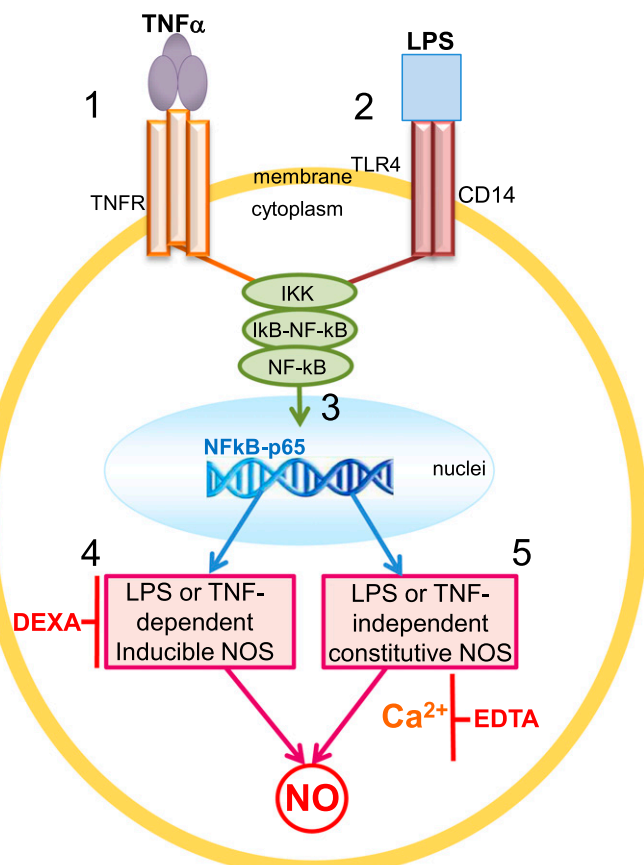 TNFα
LPS
1
2
TLR4
membrane
TNFR
CD14
cytoplasm
IKK
IkB-NF-kB
NF-kB
3
NFkB-p65
nuclei
4
5
LPS or TNF-
dependent
Inducible NOS
DEXA
LPS or TNF-
independent
constitutive NOS
Ca²⁺
EDTA
NO